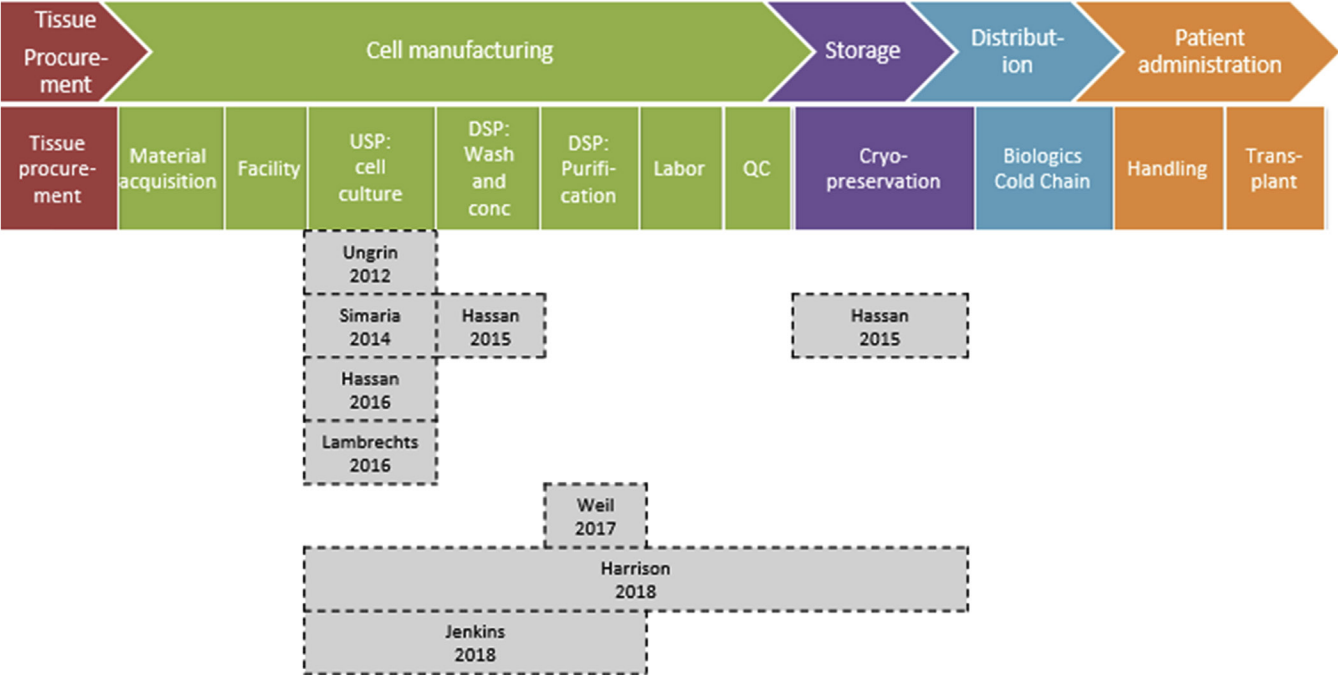 Tissue
Procure-
ment
Cell manufacturing
Storage
Distribut-
ion
Patient
administration
Tissue
procure-
ment
Material
acquisition
Facility
USP:
cell
culture
DSP:
Wash
and
conc
DSP:
Purifi-
cation
Labor
QC
Cryo-
preservation
Biologics
Cold Chain
Handling
Trans-
plant
Ungrin
2012
Simaria
2014
Hassan
2015
Hassan
2015
Hassan
2016
Lambrechts
2016
Weil
2017
Harrison
2018
Jenkins
2018